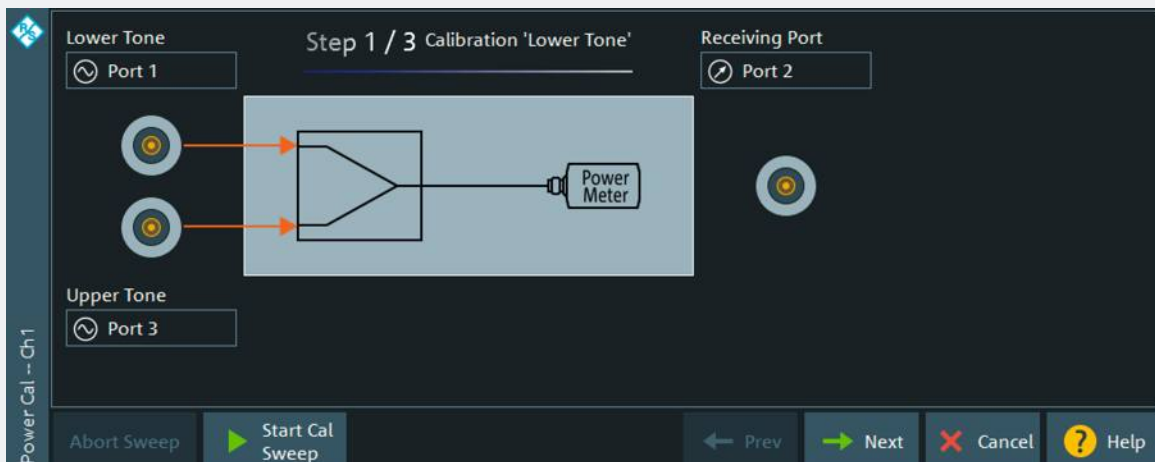 R S
Lower Tone
Port 1
Step 1 / 3 Calibration 'Lower Tone'
Receiving Port
Port 2
Power
Meter
Upper Tone
Port 3
Power Cal -- Ch1
Abort Sweep
Start Cal
Sweep
Prev
Next
Cancel
? Help